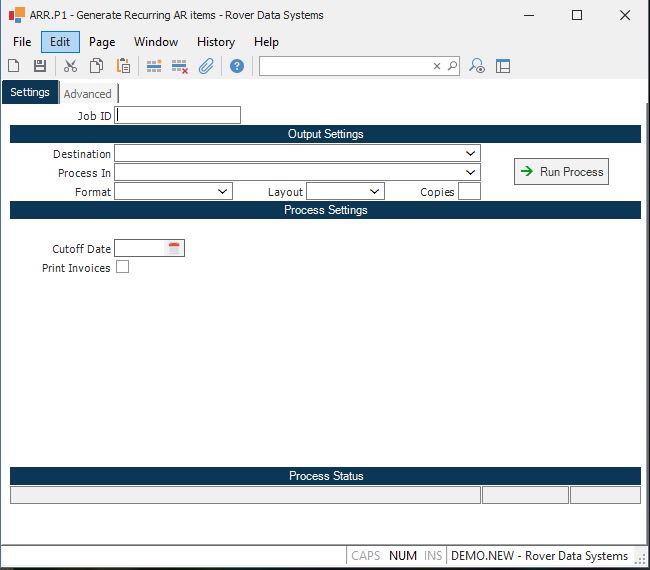 ARR.P1 - Generate Recurring AR items - Rover Data Systems
File Edit Page Window History Help
Settings Advanced
Job ID
Output Settings
Destination
Process In
Run Process
Format Layout Copies
Process Settings
Cutoff Date
Print Invoices
Process Status
CAPS NUM INS DEMO.NEW - Rover Data Systems